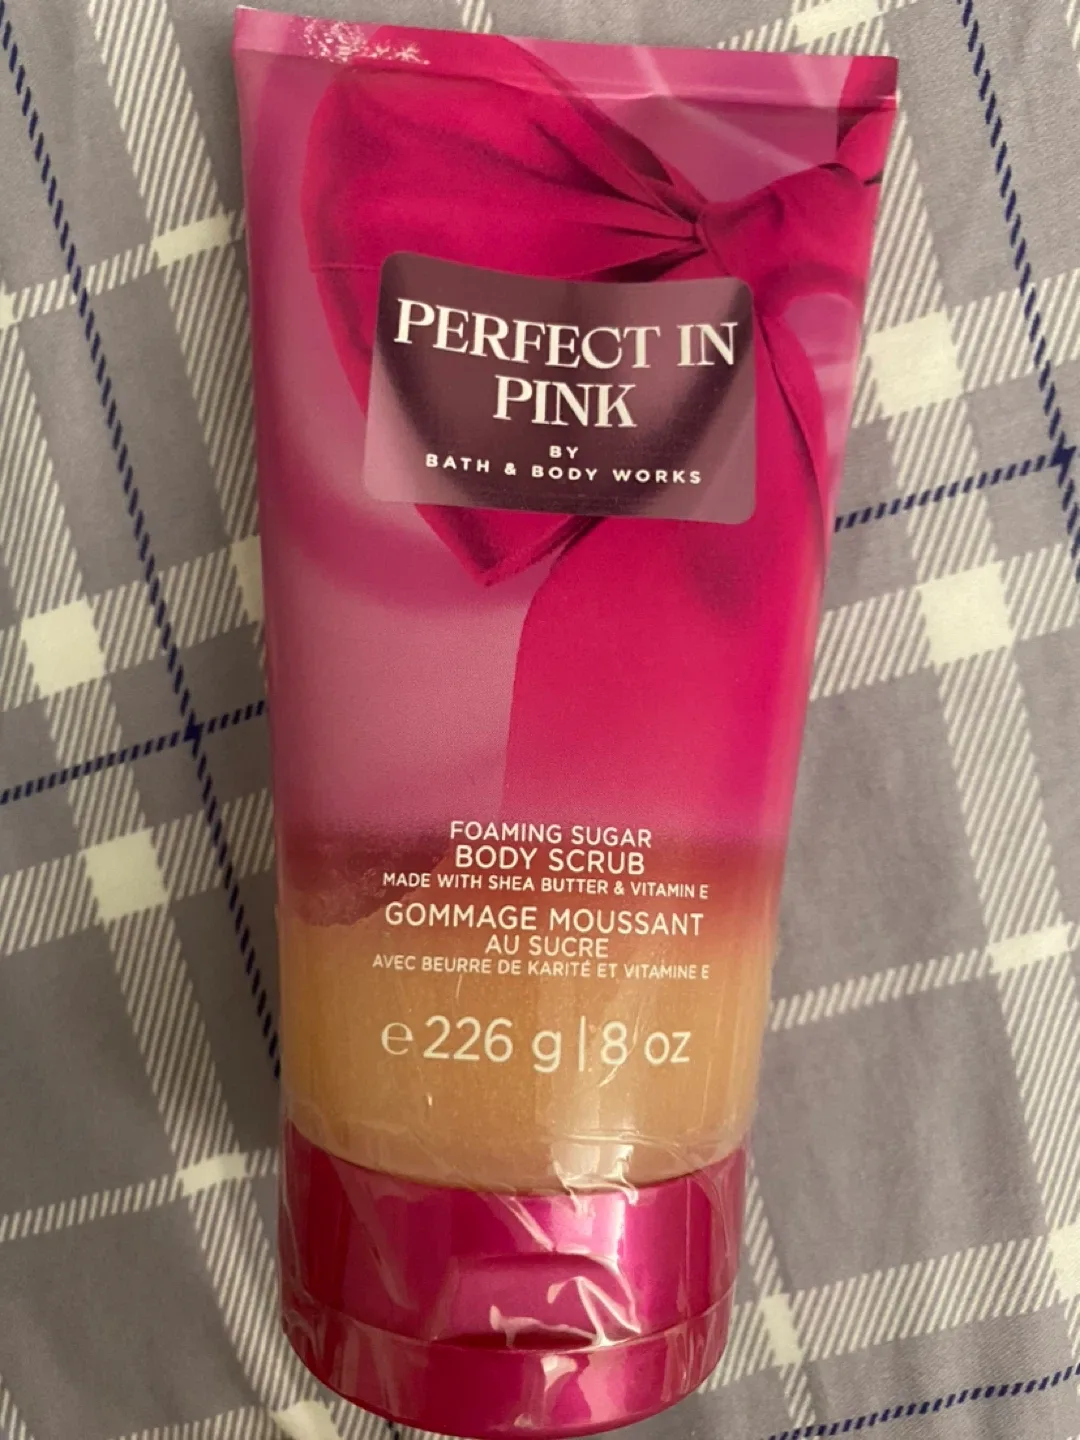 PERFECT IN
PINK
BY
BATH & BODY WORKS
FOAMING SUGAR
BODY SCRUB
MADE WITH SHEA BUTTER & VITAMIN E
GOMMAGE MOUSSANT
AU SUCRE
AVEC BEURRE DE KARITÉ ET VITAMINE E
℮ 226 g | 8 oz